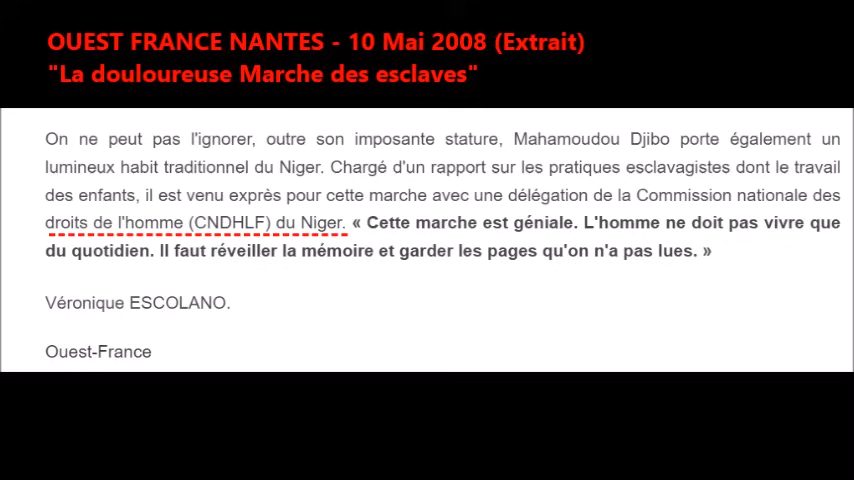 OUEST FRANCE NANTES - 10 Mai 2008 (Extrait)
"La douloureuse Marche des esclaves"
On ne peut pas l'ignorer, outre son imposante stature, Mahamoudou Djibo porte également un
lumineux habit traditionnel du Niger. Chargé d'un rapport sur les pratiques esclavagistes dont le travail
des enfants, il est venu exprès pour cette marche avec une délégation de la Commission nationale des
droits de l'homme (CNDHLF) du Niger. « Cette marche est géniale. L'homme ne doit pas vivre que
du quotidien. Il faut réveiller la mémoire et garder les pages qu'on n'a pas lues. »
Véronique ESCOLANO.
Ouest-France